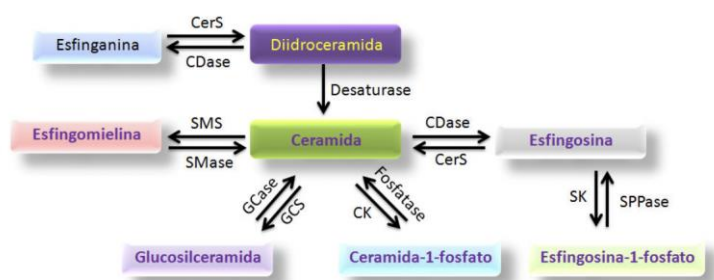 CerS
Esfinganina
Diidroceramida
CDase
Desaturase
SMS
CDase
Esfingomielina
Ceramida
Esfingosina
SMase
CerS
GCase
GCS
Fosfatase
CK
SK
SPPase
Glucosilceramida
Ceramida-1-fosfato
Esfingosina-1-fosfato